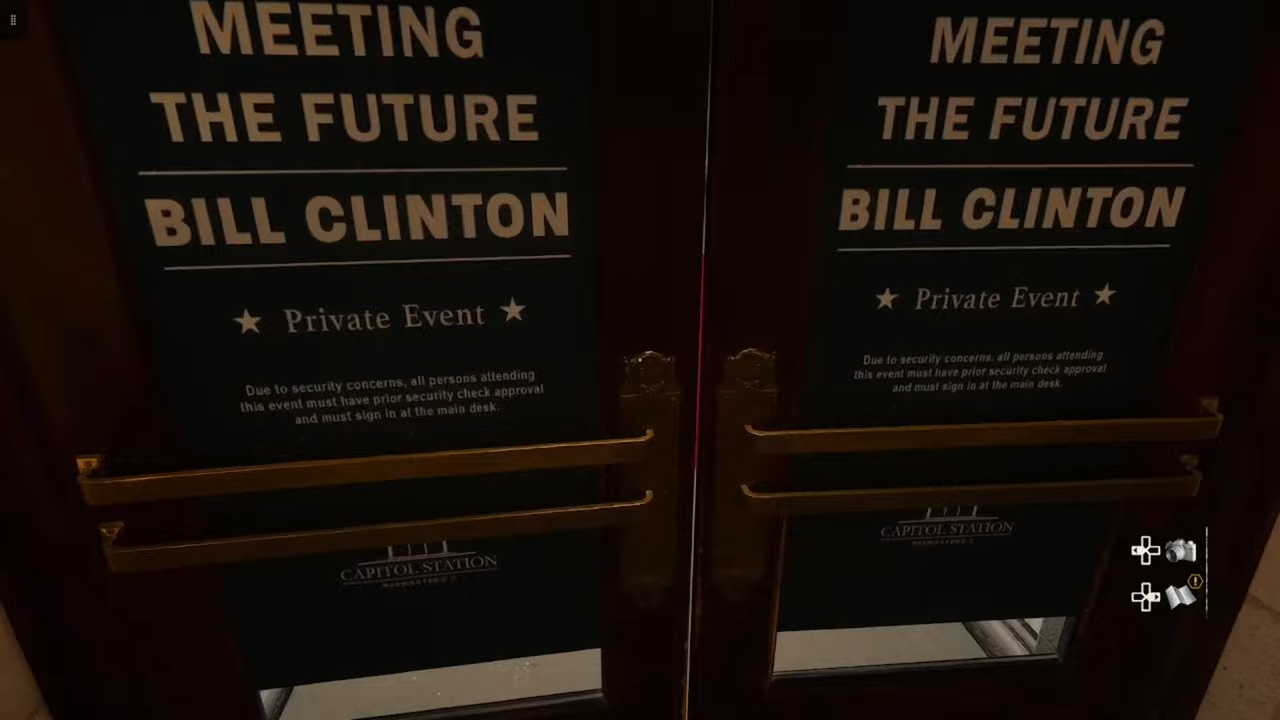 MEETING
THE FUTURE
BILL CLINTON
★ Private Event ★
Due to security concerns, all persons attending
this event must have prior security check approval
and must sign in at the main desk.
CAPITOL STATION
MEETING
THE FUTURE
BILL CLINTON
★ Private Event ★
Due to security concerns, all persons attending
this event must have prior security check approval
and must sign in at the main desk.
CAPITOL STATION